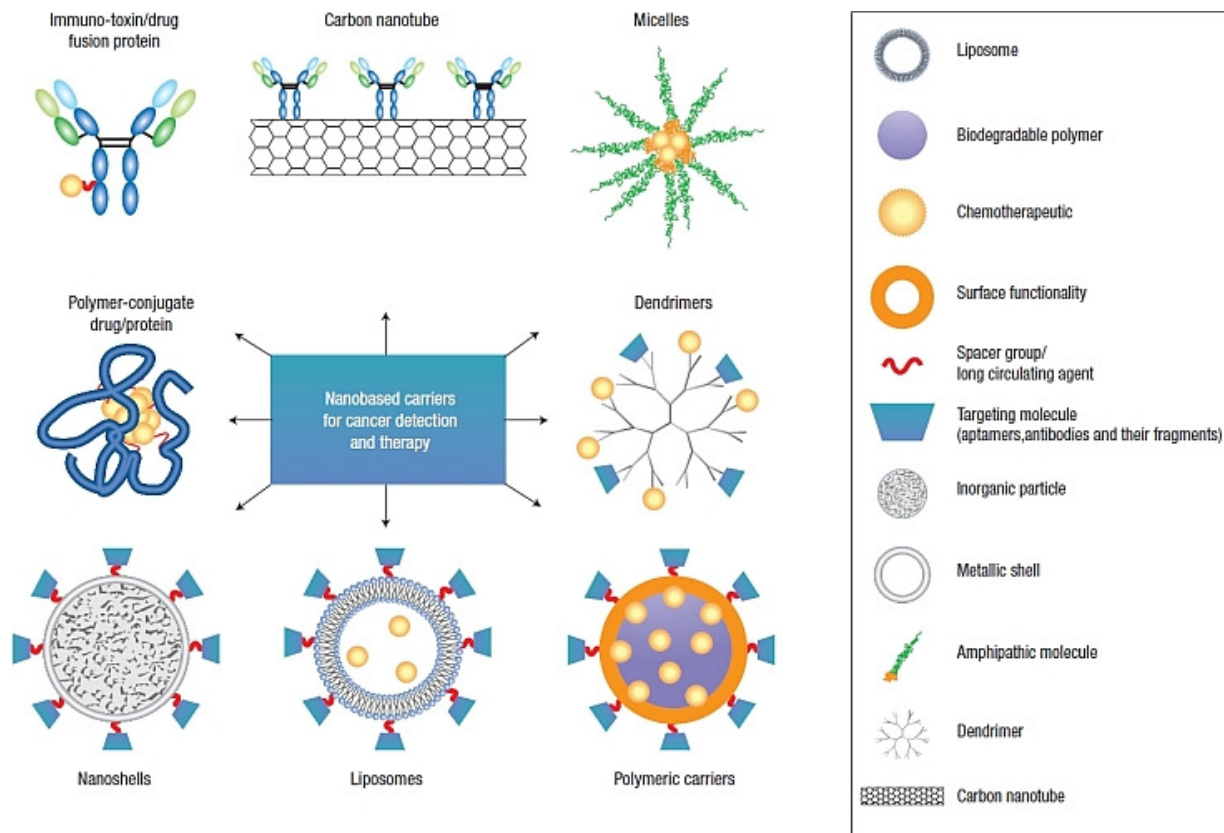 Immuno-toxin/drug
fusion protein
Carbon nanotube
Micelles
Polymer-conjugate
drug/protein
Nanobased carriers
for cancer detection
and therapy
Dendrimers
Nanoshells
Liposomes
Polymeric carriers
Liposome
Biodegradable polymer
Chemotherapeutic
Surface functionality
Spacer group/
long circulating agent
Targeting molecule
(aptamers,antibodies and their fragments)
Inorganic particle
Metallic shell
Amphipathic molecule
Dendrimer
Carbon nanotube